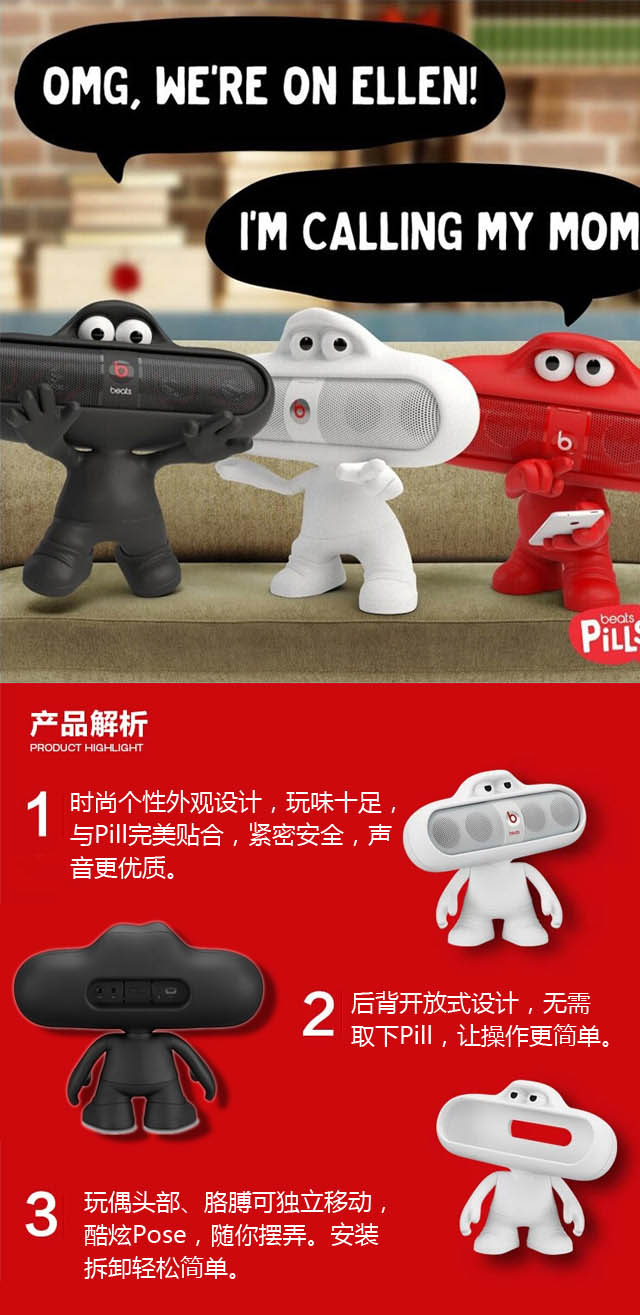 OMG, WE'RE ON ELLEN!
I'M CALLING MY MOM
b
beats
b
b
beats
PiLLS
产品解析
PRODUCT HIGHLIGHT
1
时尚个性外观设计，玩味十足，
与Pill完美贴合，紧密安全，声
音更优质。
b
beats
2
后背开放式设计，无需
取下Pill，让操作更简单。
3
玩偶头部、胳膊可独立移动，
酷炫Pose，随你摆弄。安装
拆卸轻松简单。